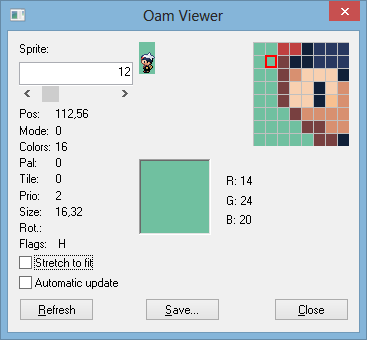 Oam Viewer
Sprite:
12
Pos: 112,56
Mode: 0
Colors: 16
Pal: 0
Tile: 0
Prio: 2
Size: 16,32
Rot.:
Flags: H
R: 14
G: 24
B: 20
Stretch to fit
Automatic update
Refresh Save... Close